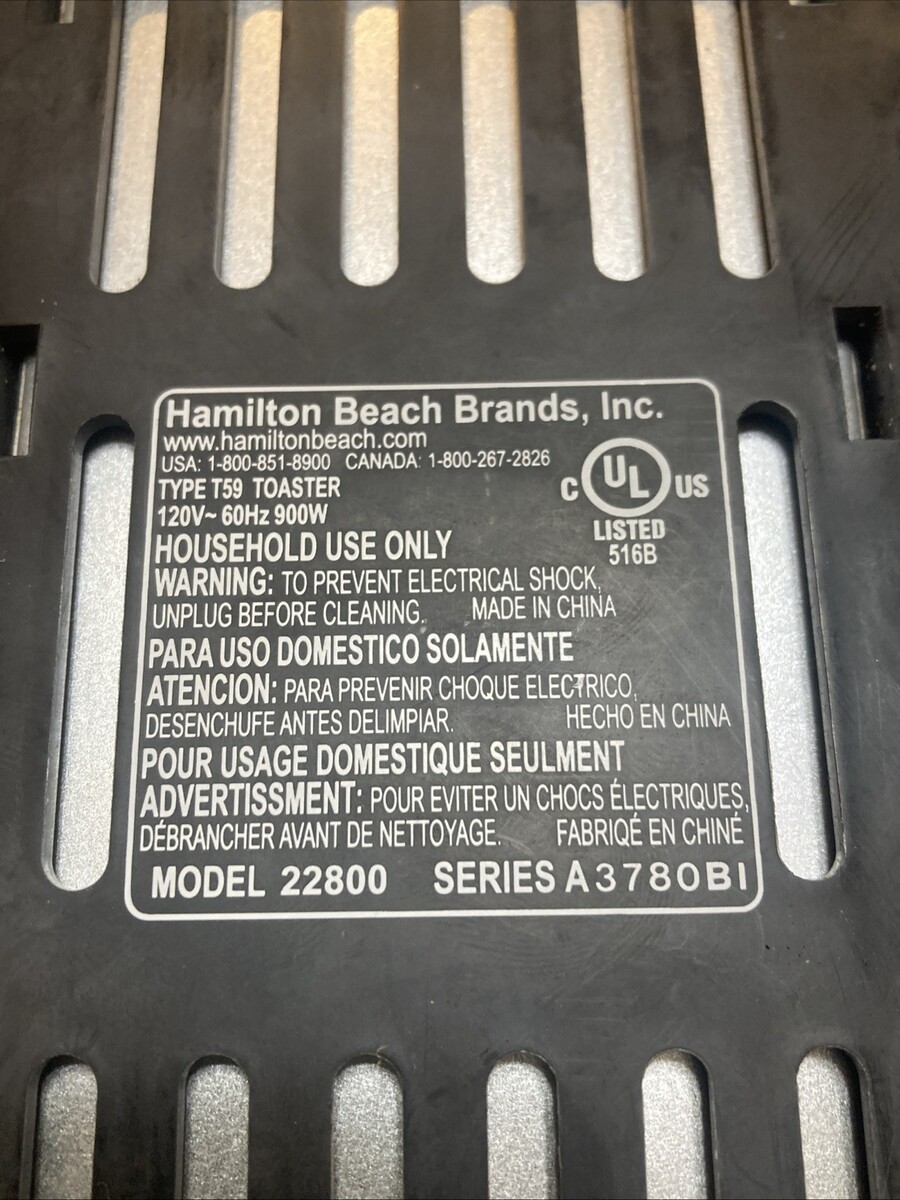 Hamilton Beach Brands, Inc.
www.hamiltonbeach.com
USA: 1-800-851-8900 CANADA: 1-800-267-2826
TYPE T59 TOASTER
120V~ 60Hz 900W
C UL US
LISTED
516B
HOUSEHOLD USE ONLY
WARNING: TO PREVENT ELECTRICAL SHOCK,
UNPLUG BEFORE CLEANING. MADE IN CHINA
PARA USO DOMESTICO SOLAMENTE
ATENCION: PARA PREVENIR CHOQUE ELECTRICO,
DESENCHUFE ANTES DELIMPIAR. HECHO EN CHINA
POUR USAGE DOMESTIQUE SEULMENT
ADVERTISSMENT: POUR EVITER UN CHOCS ÉLECTRIQUES,
DÉBRANCHER AVANT DE NETTOYAGE. FABRIQÉ EN CHINÉ
MODEL 22800 SERIES A3780BI